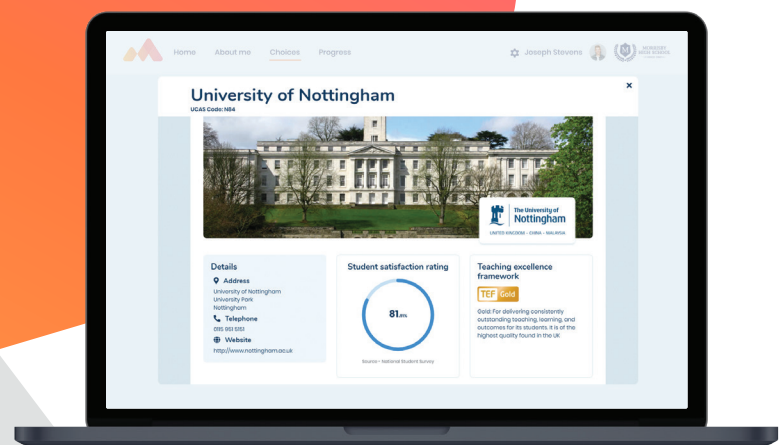 Home About me Choices Progress Joseph Stevens
HIGH SCHOOL
University of Nottingham
UCAS Code: N84
The University of
Nottingham
UNITED KINGDOM • CHINA • MALAYSIA
Details
Address
University of Nottingham
University Park
Nottingham
Telephone
0115 951 5151
Website
http://www.nottingham.ac.uk
Student satisfaction rating
81
Source - National Student Survey
Teaching excellence
framework
TEF Gold
Gold: For delivering consistently
outstanding teaching, learning, and
outcomes for its students. It is of the
highest quality found in the UK